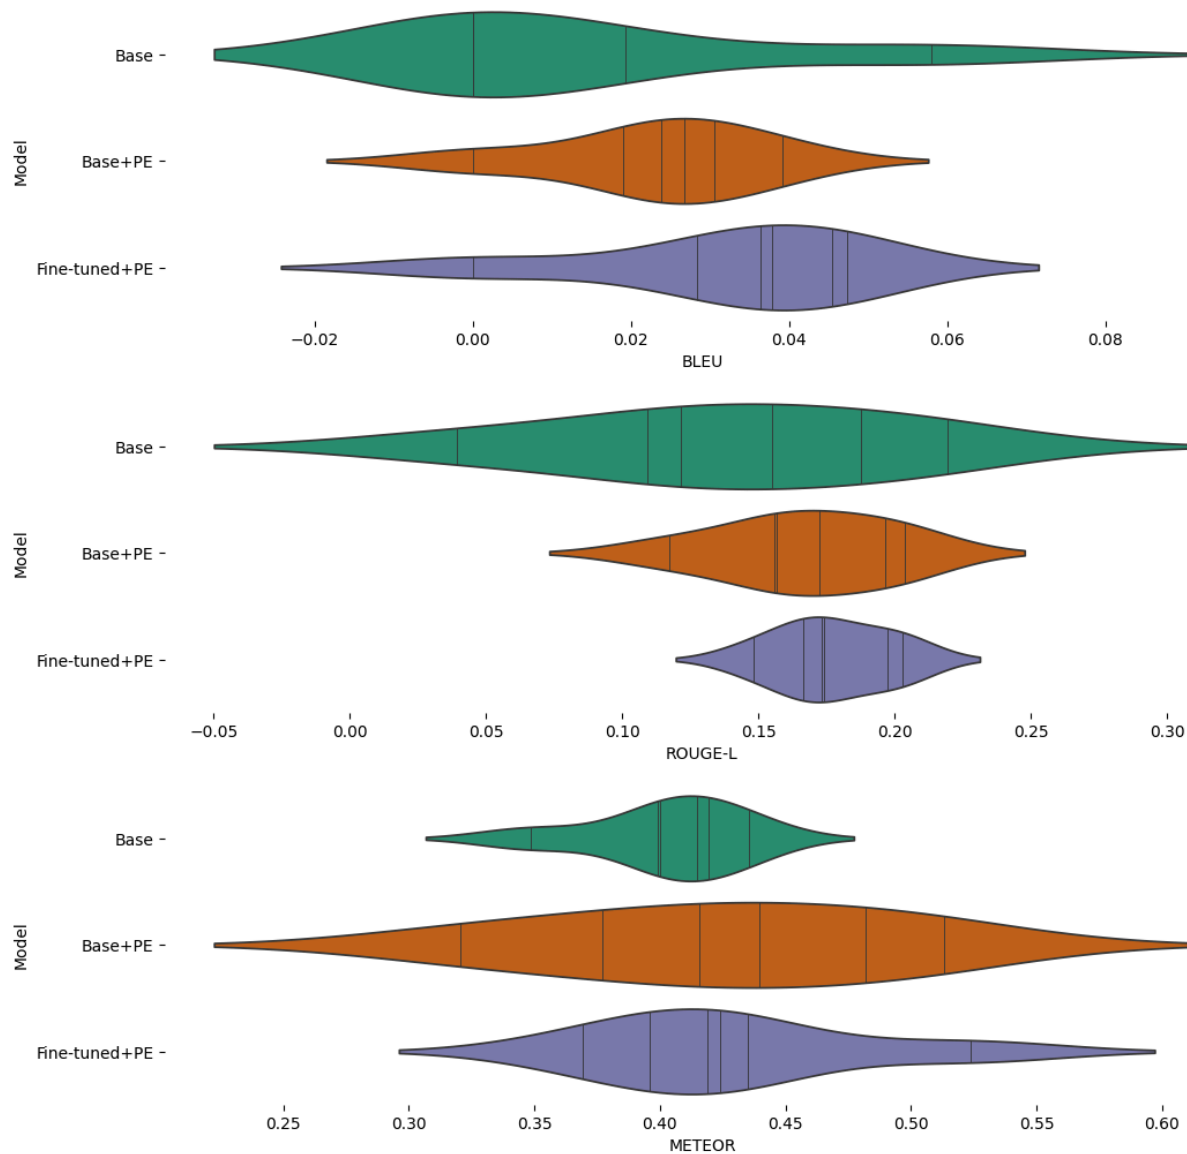 Model
Base
Base+PE
Fine-tuned+PE
−0.02 0.00 0.02 0.04 0.06 0.08
BLEU
Model
Base
Base+PE
Fine-tuned+PE
−0.05 0.00 0.05 0.10 0.15 0.20 0.25 0.30
ROUGE-L
Model
Base
Base+PE
Fine-tuned+PE
0.25 0.30 0.35 0.40 0.45 0.50 0.55 0.60
METEOR